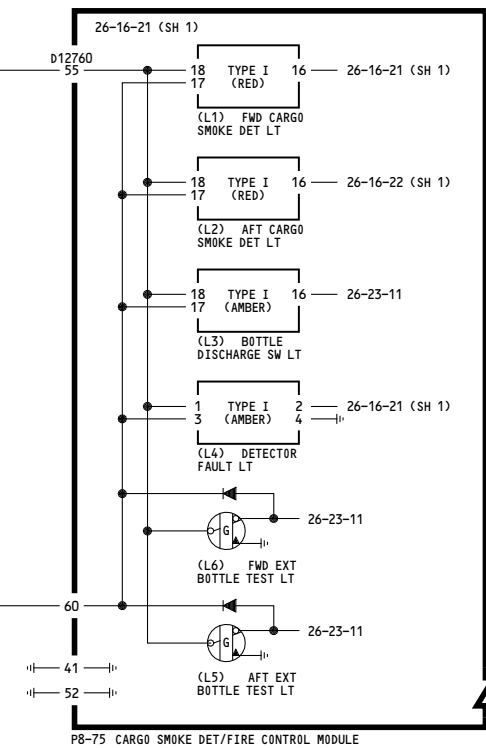 26-16-21 (SH 1)
D12760
55
18 TYPE I 16 26-16-21 (SH 1)
17 (RED)
(L1) FWD CARGO
SMOKE DET LT
18 TYPE I 16 26-16-22 (SH 1)
17 (RED)
(L2) AFT CARGO
SMOKE DET LT
18 TYPE I 16 26-23-11
17 (AMBER)
(L3) BOTTLE
DISCHARGE SW LT
1 TYPE I 2 26-16-21 (SH 1)
3 (AMBER) 4
(L4) DETECTOR
FAULT LT
26-23-11
G
(L6) FWD EXT
BOTTLE TEST LT
60
26-23-11
G
41
(L5) AFT EXT
52 BOTTLE TEST LT
P8-75 CARGO SMOKE DET/FIRE CONTROL MODULE